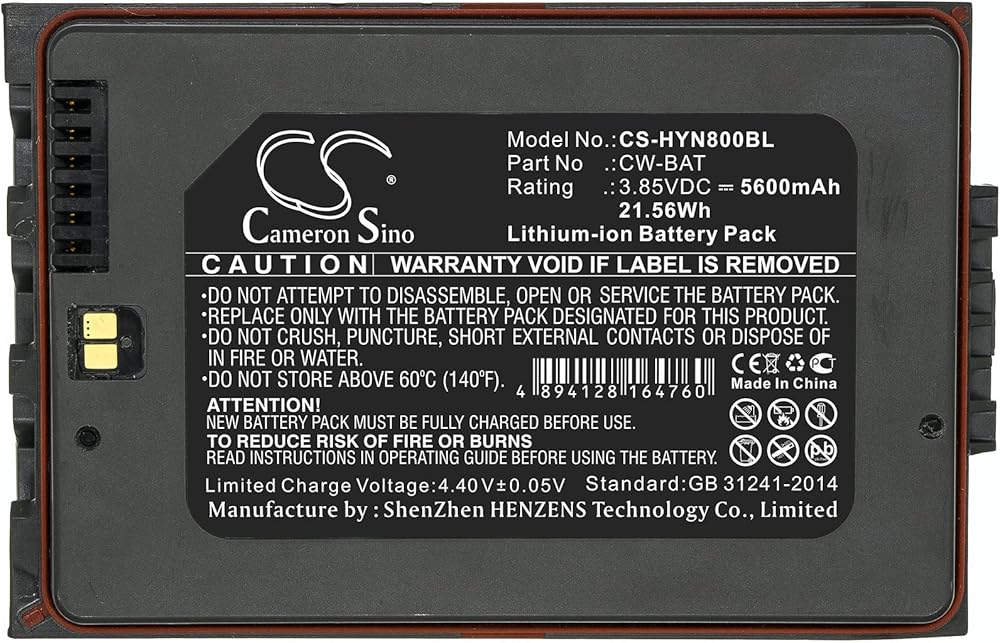 CS
®
Cameron Sino
Model No.:CS-HYN800BL
Part No .:CW-BAT
Rating .:3.85VDC ⎓ 5600mAh
21.56Wh
Lithium-ion Battery Pack
CAUTION| WARRANTY VOID IF LABEL IS REMOVED
•DO NOT ATTEMPT TO DISASSEMBLE, OPEN OR SERVICE THE BATTERY PACK.
•REPLACE ONLY WITH THE BATTERY PACK DESIGNATED FOR THIS PRODUCT.
•DO NOT CRUSH, PUNCTURE, SHORT EXTERNAL CONTACTS OR DISPOSE OF
IN FIRE OR WATER.
•DO NOT STORE ABOVE 60°C (140°F).
4 894128 164760
CE PC
Made In China
ATTENTION!
NEW BATTERY PACK MUST BE FULLY CHARGED BEFORE USE.
TO REDUCE RISK OF FIRE OR BURNS
READ INSTRUCTIONS IN OPERATING GUIDE BEFORE USING THE BATTERY.
Pb
Limited Charge Voltage:4.40V±0.05V Standard:GB 31241-2014
Manufacture by : ShenZhen HENZENS Technology Co., Limited